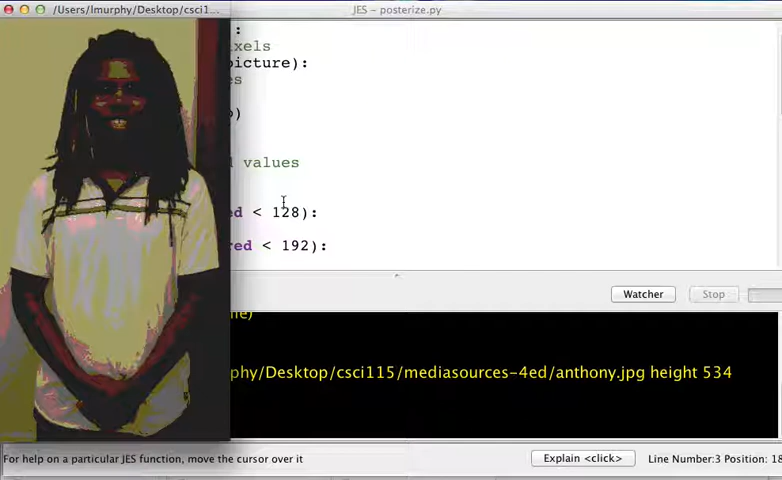 /Users/lmurphy/Desktop/csci1...
JES - posterize.py
:
ixels
picture):
es
)
values
ed < 128):
red < 192):
Watcher
Stop
me)
phy/Desktop/csci115/mediasources-4ed/anthony.jpg height 534
For help on a particular JES function, move the cursor over it
Explain <click>
Line Number:3 Position: 18